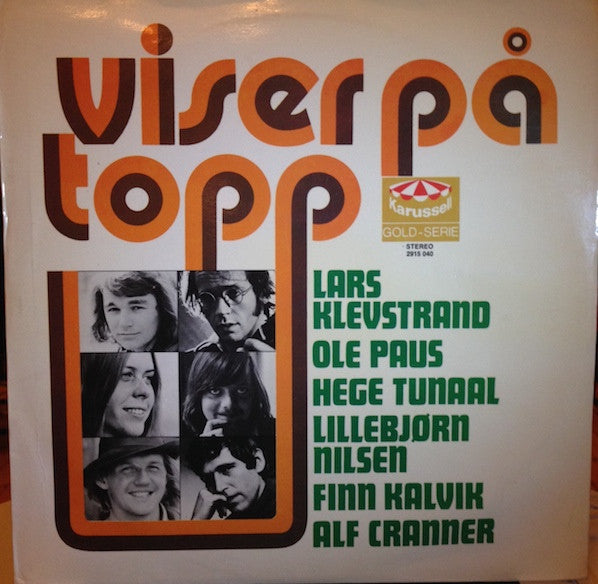 viser på
topp
Karussell
GOLD-SERIE
STEREO
2915 040
LARS
KLEVSTRAND
OLE PAUS
HEGE TUNAAL
LILLEBJØRN
NILSEN
FINN KALVIK
ALF CRANNER